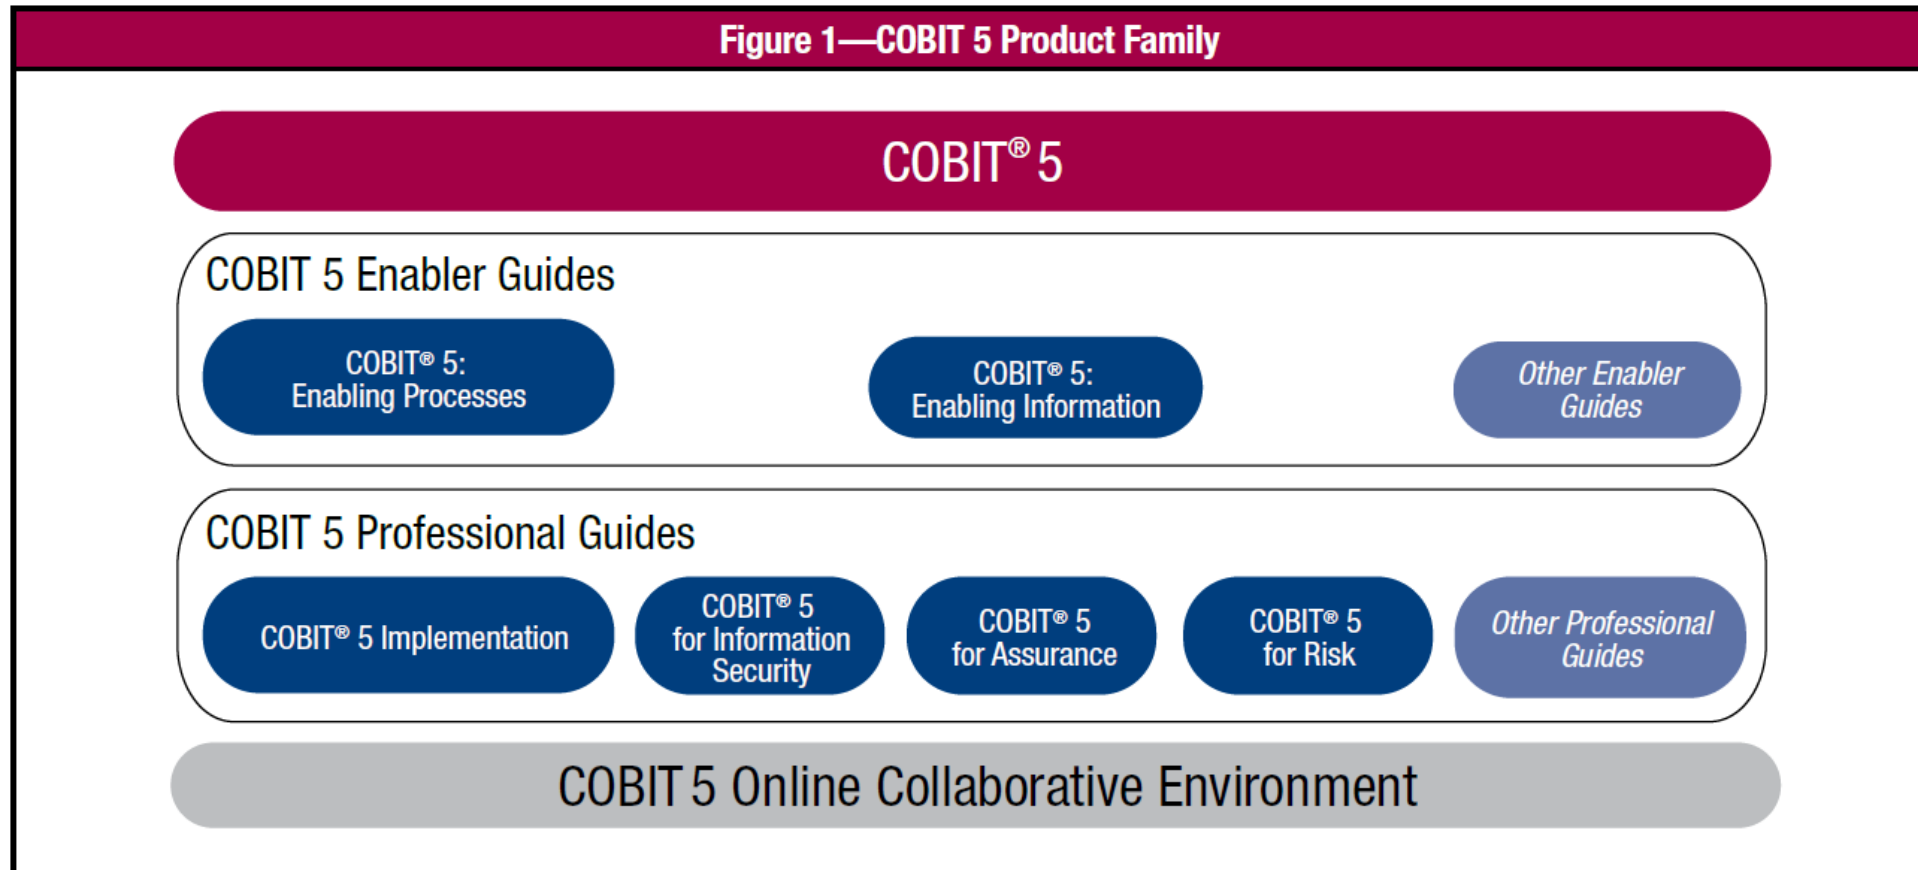 Figure 1—COBIT 5 Product Family
COBIT® 5
COBIT 5 Enabler Guides
COBIT® 5:
Enabling Processes
COBIT® 5:
Enabling Information
Other Enabler
Guides
COBIT 5 Professional Guides
COBIT® 5 Implementation
COBIT® 5
for Information
Security
COBIT® 5
for Assurance
COBIT® 5
for Risk
Other Professional
Guides
COBIT 5 Online Collaborative Environment